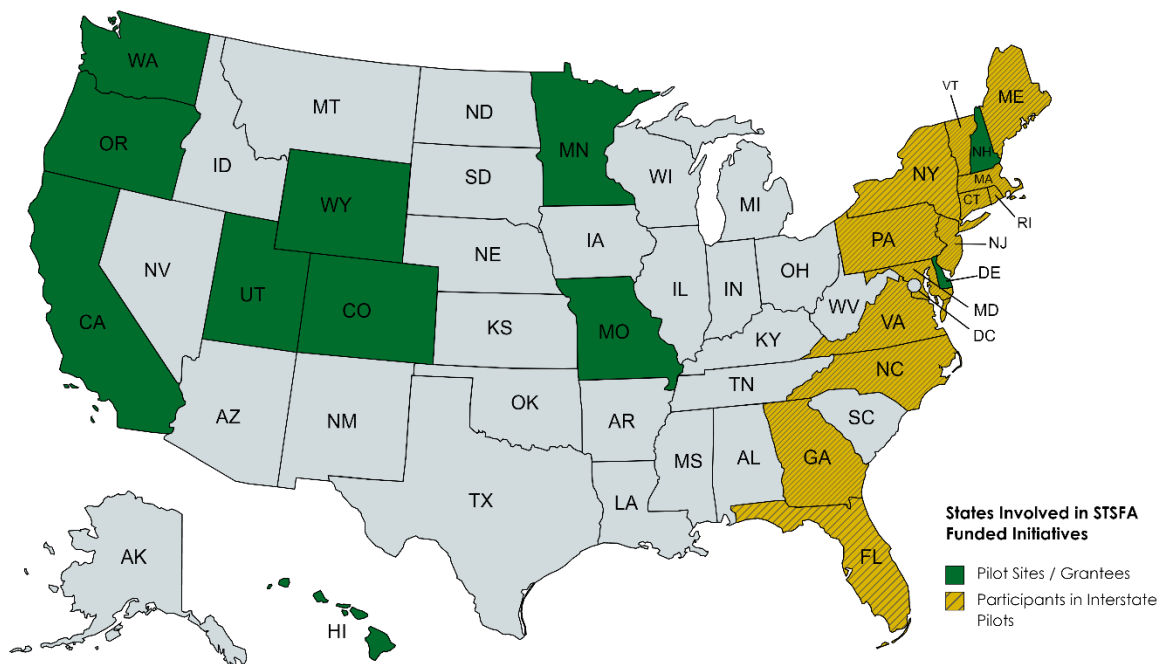 WA
MT
ND
MN
VT
ME
OR
ID
SD
WI
NH
NY
MA
WY
MI
CT
RI
PA
IA
NE
NJ
NV
OH
DE
UT
IL
IN
CA
CO
WV
MD
KS
MO
VA
DC
KY
NC
TN
AZ
NM
OK
AR
SC
MS
AL
GA
TX
LA
AK
FL
HI
States Involved in STSFA
Funded Initiatives
Pilot Sites / Grantees
Participants in Interstate
Pilots